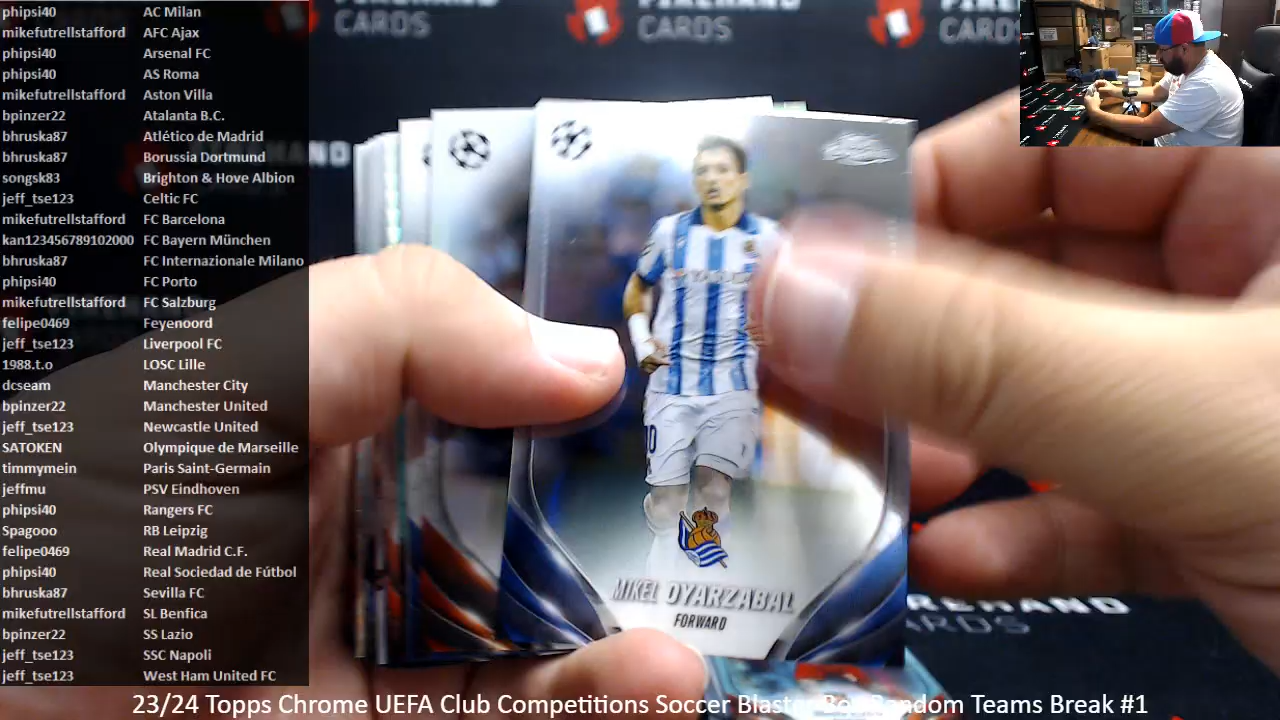 phipsi40 AC Milan
mikefutrellstafford AFC Ajax
phipsi40 Arsenal FC
phipsi40 AS Roma
mikefutrellstafford Aston Villa
bpinzer22 Atalanta B.C.
bhruska87 Atlético de Madrid
bhruska87 Borussia Dortmund
songsk83 Brighton & Hove Albion
jeff_tse123 Celtic FC
mikefutrellstafford FC Barcelona
kan123456789102000 FC Bayern München
bhruska87 FC Internazionale Milano
phipsi40 FC Porto
mikefutrellstafford FC Salzburg
felipe0469 Feyenoord
jeff_tse123 Liverpool FC
1988.t.o LOSC Lille
dcseam Manchester City
bpinzer22 Manchester United
jeff_tse123 Newcastle United
SATOKEN Olympique de Marseille
timmymein Paris Saint-Germain
jeffmu PSV Eindhoven
phipsi40 Rangers FC
Spagooo RB Leipzig
felipe0469 Real Madrid C.F.
phipsi40 Real Sociedad de Fútbol
bhruska87 Sevilla FC
mikefutrellstafford SL Benfica
bpinzer22 SS Lazio
jeff_tse123 SSC Napoli
jeff_tse123 West Ham United FC
CARDS
CARDS
MIKEL OYARZABAL
FORWARD
CARDS
23/24 Topps Chrome UEFA Club Competitions Soccer Blaster Box Random Teams Break #1